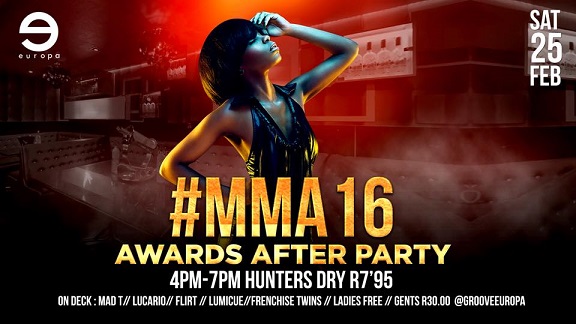 europa
SAT
25
FEB
#MMA16
AWARDS AFTER PARTY
4PM-7PM HUNTERS DRY R7'95
ON DECK : MAD T// LUCARIO// FLIRT // LUMICUE//FRENCHISE TWINS // LADIES FREE // GENTS R30.00 @GROOVEEUROPA